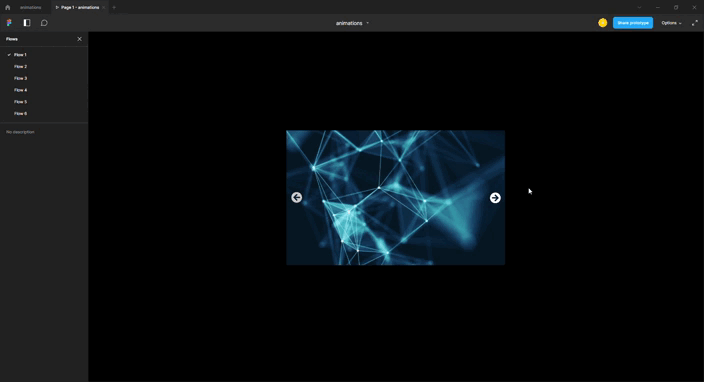 animations
Page 1 - animations
animations
Share prototype
Options
Flows
Flow 1
Flow 2
Flow 3
Flow 4
Flow 5
Flow 6
No description